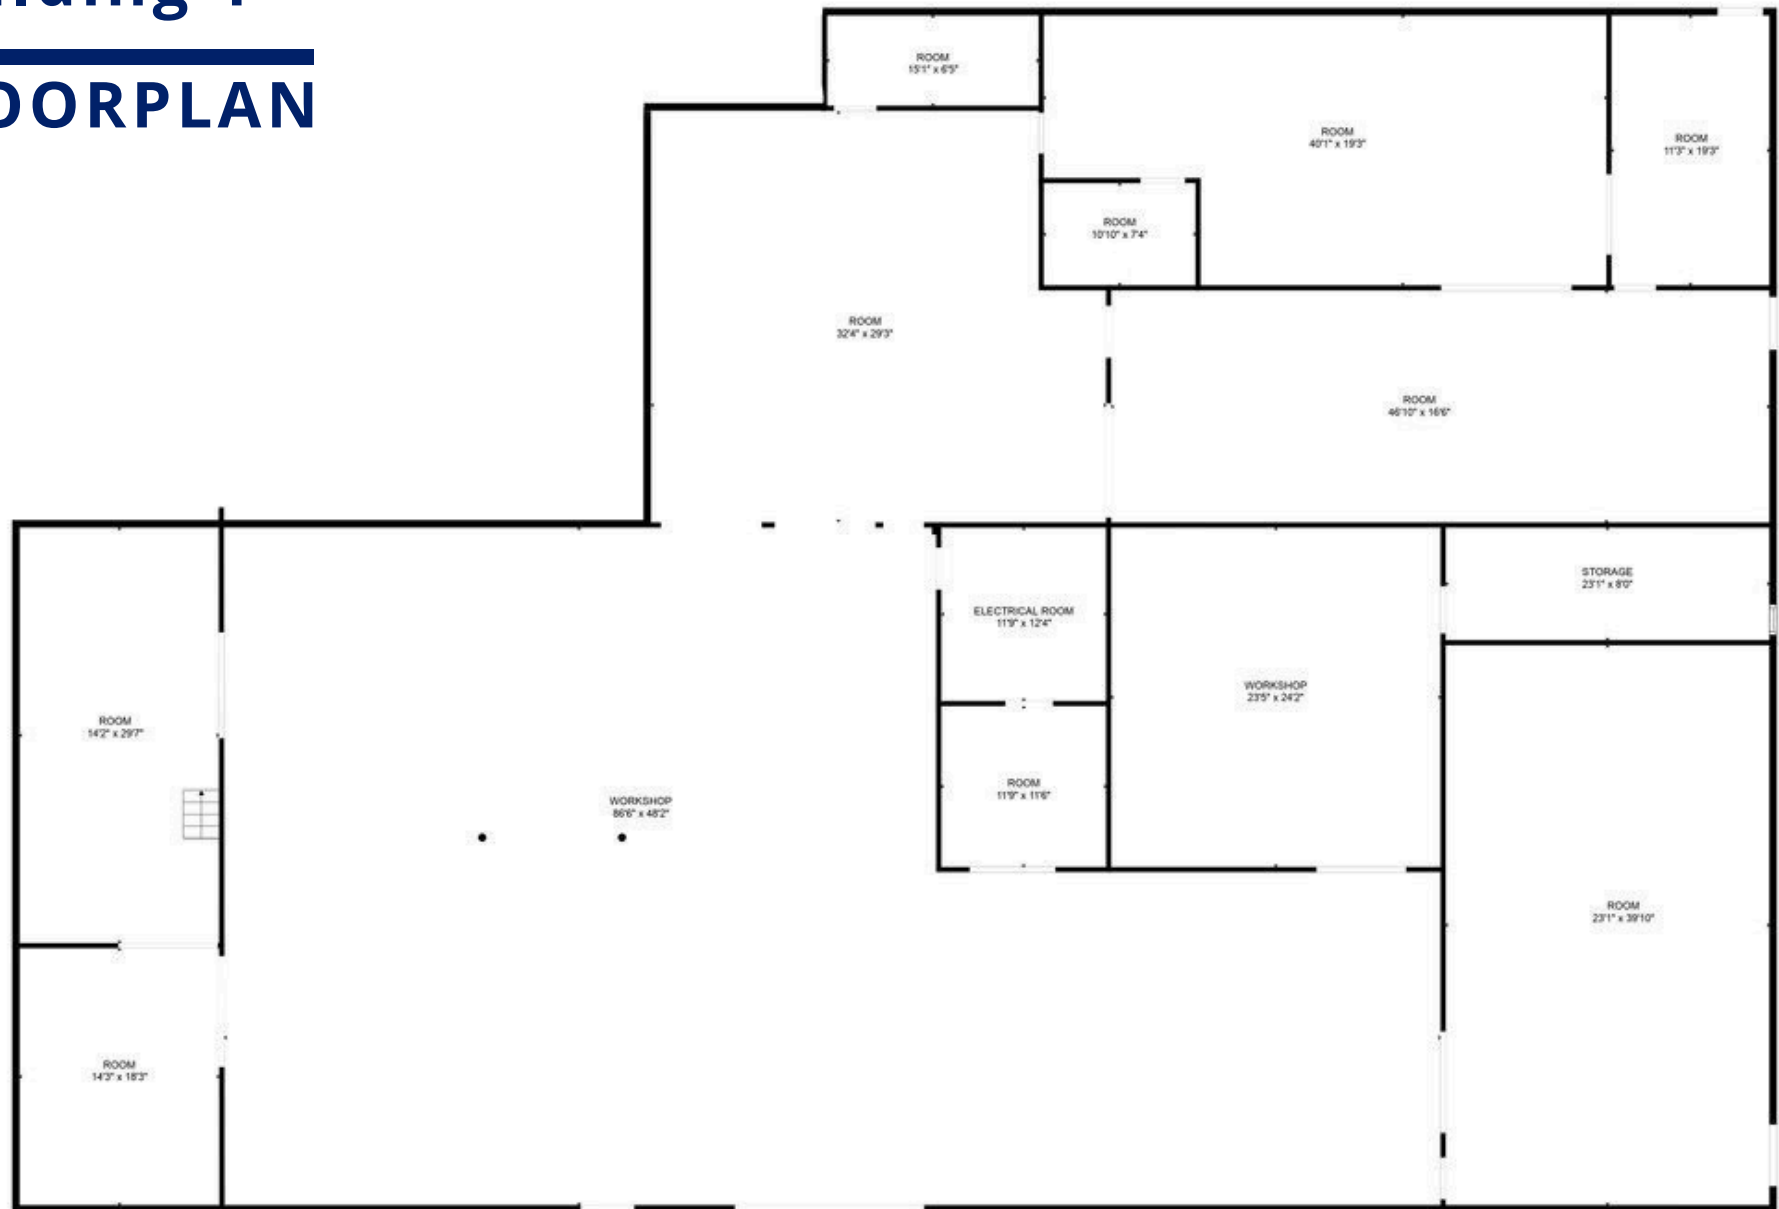 OORPLAN
ROOM
15'1" x 6'5"
ROOM
40'1" x 19'3"
ROOM
11'3" x 19'3"
ROOM
10'10" x 7'4"
ROOM
32'4" x 29'3"
ROOM
46'10" x 16'6"
STORAGE
23'1" x 8'0"
ELECTRICAL ROOM
11'9" x 12'4"
WORKSHOP
23'5" x 24'2"
ROOM
14'2" x 29'7"
ROOM
11'9" x 11'6"
WORKSHOP
86'6" x 48'2"
ROOM
23'1" x 39'10"
ROOM
14'3" x 18'3"